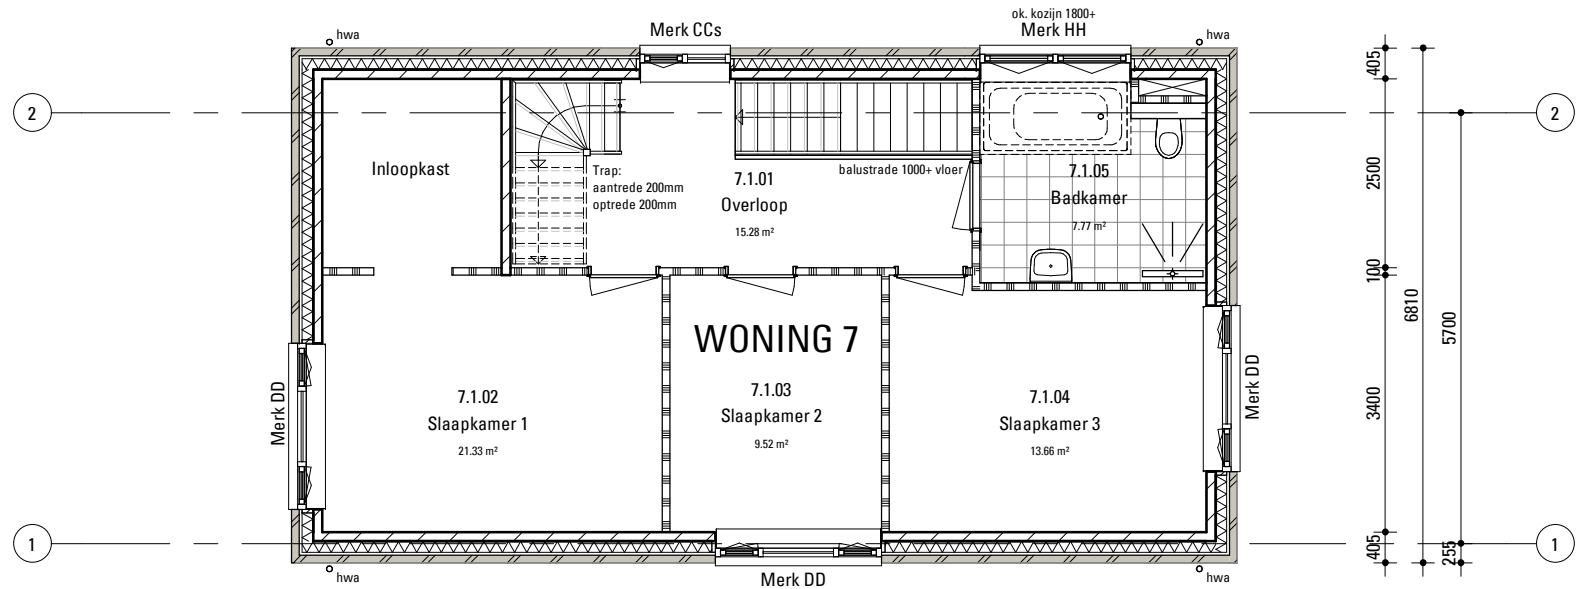 ok. kozijn 1800+
hwa
Merk CCs
Merk HH
hwa
2
2
Inloopkast
Trap:
aantrede 200mm
optrede 200mm
7.1.01
Overloop
15.28 m²
balustrade 1000+ vloer
7.1.05
Badkamer
7.77 m²
405
2500
100
3400
405
6810
5700
255
WONING 7
Merk DD
7.1.02
Slaapkamer 1
21.33 m²
7.1.03
Slaapkamer 2
9.52 m²
7.1.04
Slaapkamer 3
13.66 m²
Merk DD
1
1
hwa
Merk DD
hwa